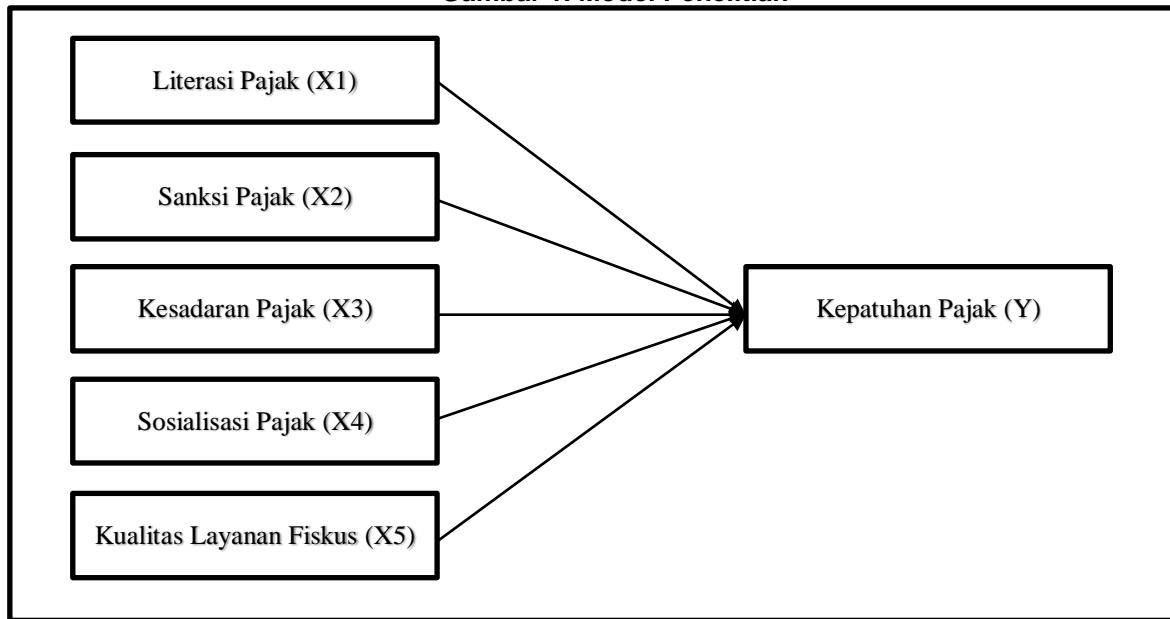 Literasi Pajak (X1)
Sanksi Pajak (X2)
Kesadaran Pajak (X3)
Kepatuhan Pajak (Y)
Sosialisasi Pajak (X4)
Kualitas Layanan Fiskus (X5)